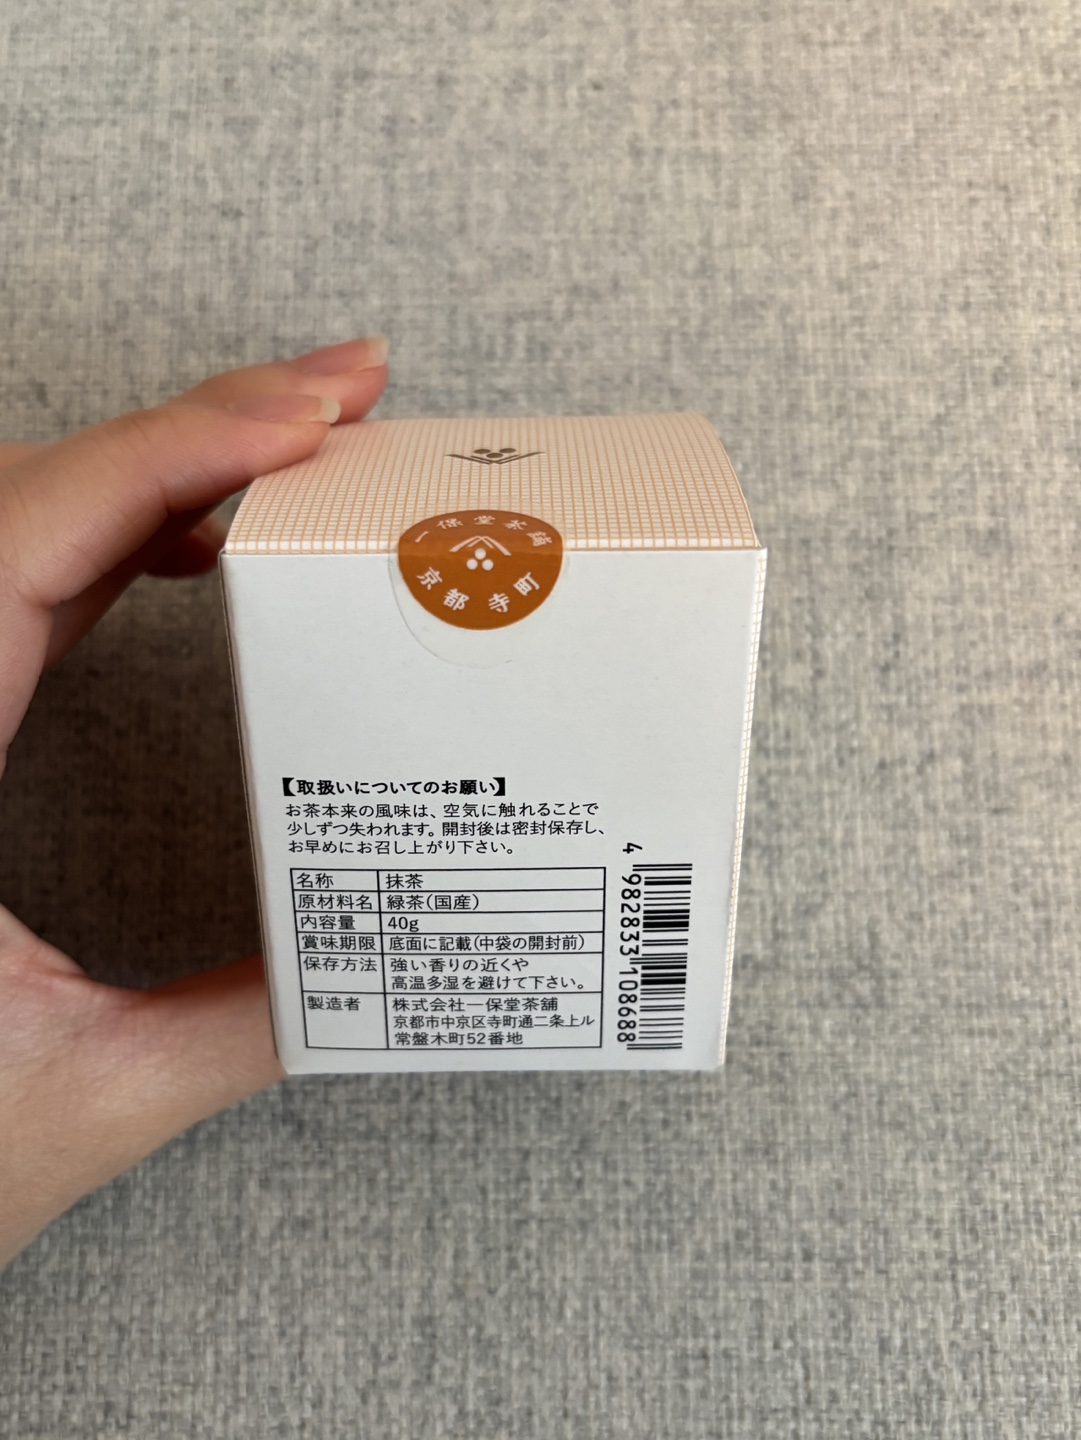 一保堂茶舗
京都寺町
【取扱いについてのお願い】
お茶本来の風味は、空気に触れることで
少しずつ失われます。開封後は密封保存し、
お早めにお召し上がり下さい。
名称 抹茶
原材料名 緑茶(国産)
内容量 40g
賞味期限 底面に記載(中袋の開封前)
保存方法 強い香りの近くや
高温多湿を避けて下さい。
製造者 株式会社一保堂茶舗
京都市中京区寺町通二条上ル
常盤木町52番地
4 982833 108688